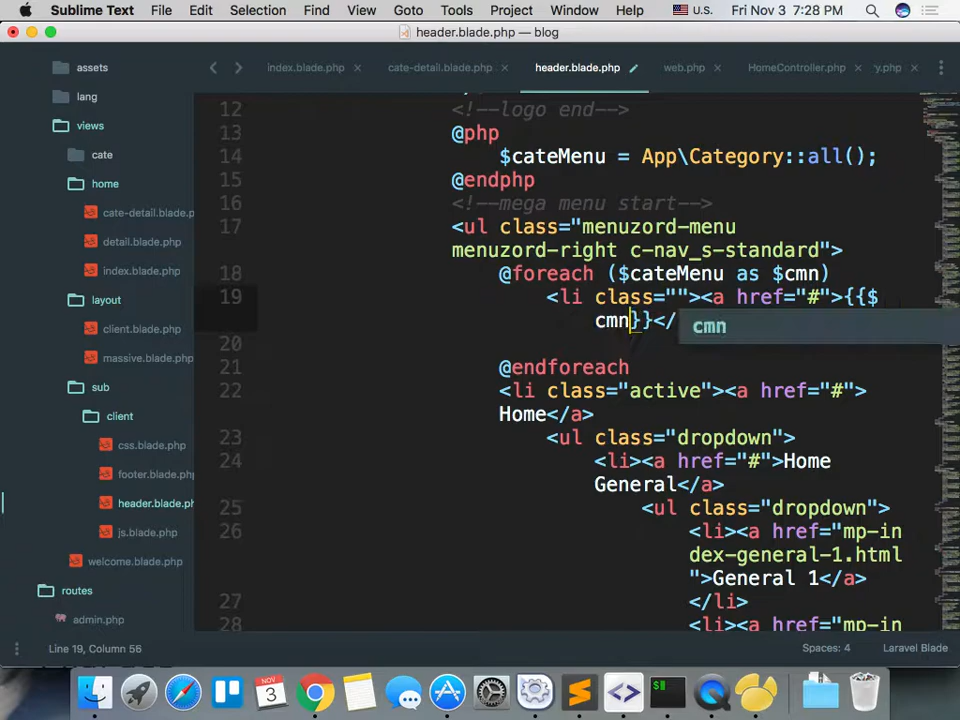 Sublime Text File Edit Selection Find View Goto Tools Project Window Help U.S. Fri Nov 3 7:28 PM
header.blade.php — blog
index.blade.php cate-detail.blade.php header.blade.php web.php HomeController.php y.php
assets
lang
views
cate
home
cate-detail.blade.p
detail.blade.php
index.blade.php
layout
client.blade.php
massive.blade.php
sub
client
css.blade.php
footer.blade.php
header.blade.ph
js.blade.php
welcome.blade.php
routes
admin.php
12 <!--logo end-->
13 @php
14 $cateMenu = App\Category::all();
15 @endphp
16 <!--mega menu start-->
17 <ul class="menuzord-menu
menuzord-right c-nav_s-standard">
18 @foreach ($cateMenu as $cmn)
19 <li class=""><a href="#">{{$
cmn}}</
cmn
20
21 @endforeach
22 <li class="active"><a href="#">
Home</a>
23 <ul class="dropdown">
24 <li><a href="#">Home
General</a>
25 <ul class="dropdown">
26 <li><a href="mp-in
dex-general-1.html
">General 1</a>
27 </li>
28 <li><a href="mp-in
Line 19, Column 56 Spaces: 4 Laravel Blade
NOV
3